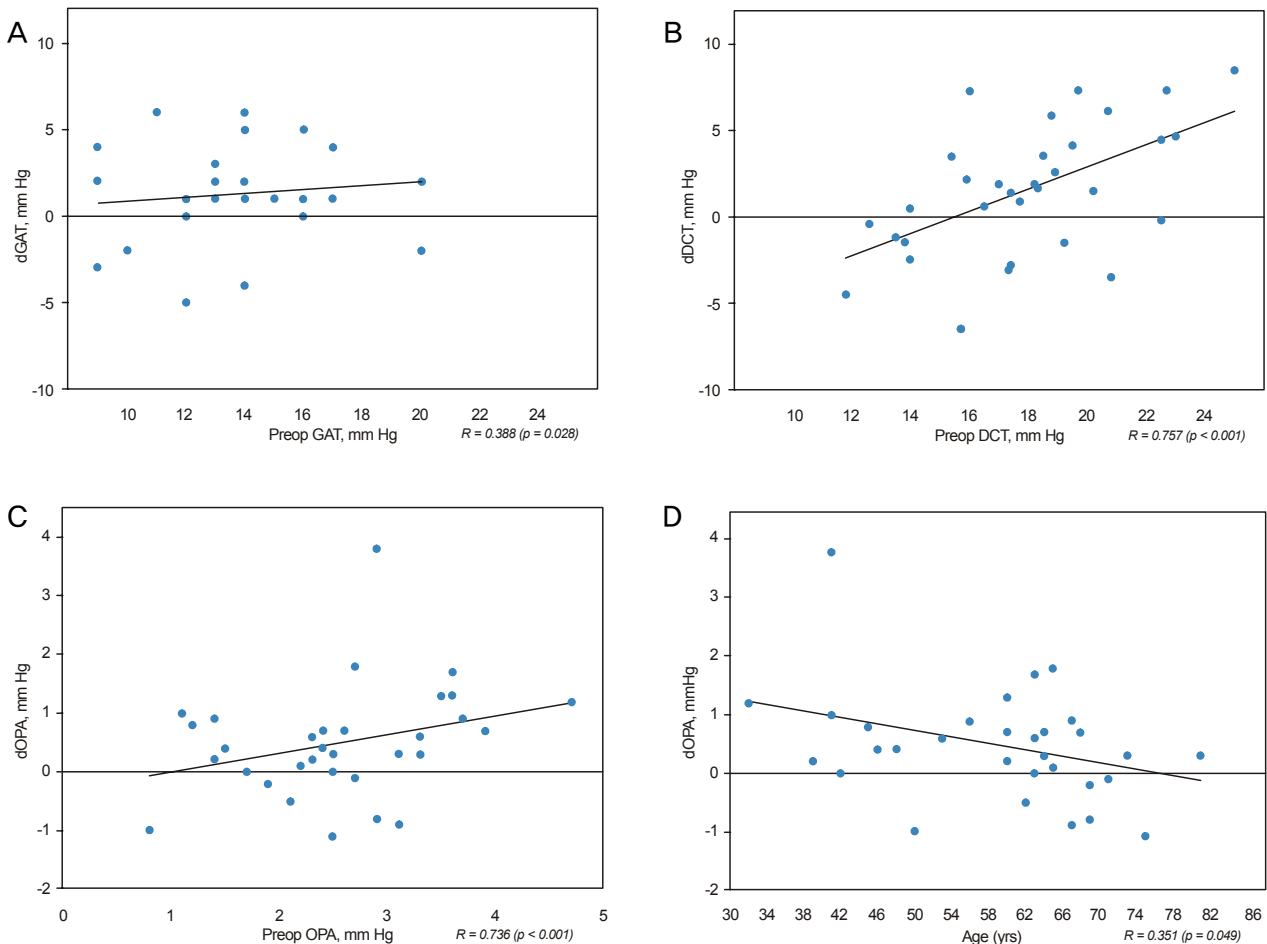 A
10
5
0
-5
-10
dGAT, mm Hg
10 12 14 16 18 20 22 24
Preop GAT, mm Hg
R = 0.388 (p = 0.028)
B
10
5
0
-5
-10
dDCT, mm Hg
10 12 14 16 20 22 24
18
Preop DCT, mm Hg
R = 0.757 (p < 0.001)
C
4
3
2
1
0
-1
-2
dOPA, mm Hg
0 1 2 3 4 5
Preop OPA, mm Hg
R = 0.736 (p < 0.001)
D
4
3
2
1
0
-1
-2
dOPA, mmHg
30 34 38 42 46 50 54 58 62 66 70 74 78 82 86
Age (yrs)
R = 0.351 (p = 0.049)